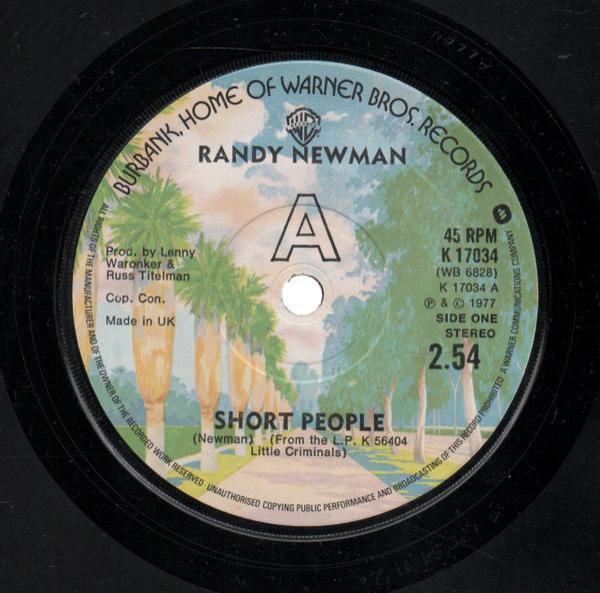 BURBANK, HOME OF WARNER BROS. RECORDS
RANDY NEWMAN
A
Prod. by Lenny
Waronker &
Russ Titelman
Cop. Con.
Made in UK
45 RPM
K 17034
(WB 6828)
K 17034 A
Ⓟ & © 1977
SIDE ONE
STEREO
2.54
SHORT PEOPLE
(Newman) - (From the L.P. K 56404
Little Criminals)
ALL RIGHTS OF THE MANUFACTURER AND OF THE OWNER OF THE RECORDED WORK RESERVED. UNAUTHORISED COPYING PUBLIC PERFORMANCE AND BROADCASTING OF THIS RECORD PROHIBITED. A WARNER COMMUNICATIONS COMPANY
ALLEN